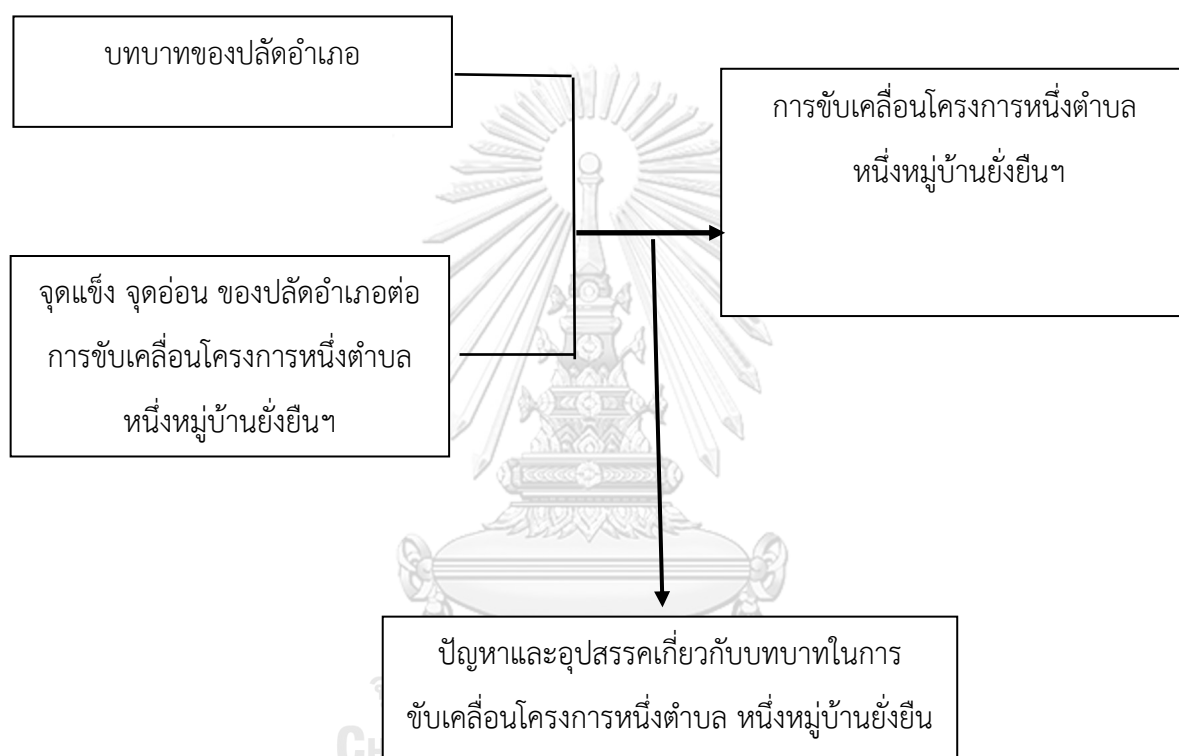 บทบาทของปลัดอำเภอ
การขับเคลื่อนโครงการหนึ่งตำบล
หนึ่งหมู่บ้านยั่งยืนฯ
จุดแข็ง จุดอ่อน ของปลัดอำเภอต่อ
การขับเคลื่อนโครงการหนึ่งตำบล
หนึ่งหมู่บ้านยั่งยืนฯ
ปัญหาและอุปสรรคเกี่ยวกับบทบาทในการ
ขับเคลื่อนโครงการหนึ่งตำบล หนึ่งหมู่บ้านยั่งยืน